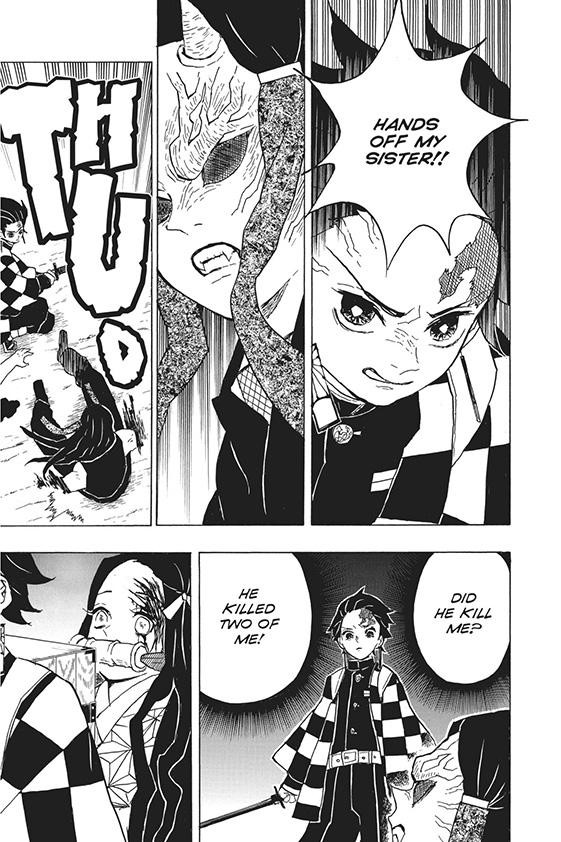 HANDS
OFF MY
SISTER!!
THUD
DID
HE KILL
ME?
HE
KILLED
TWO OF
ME!